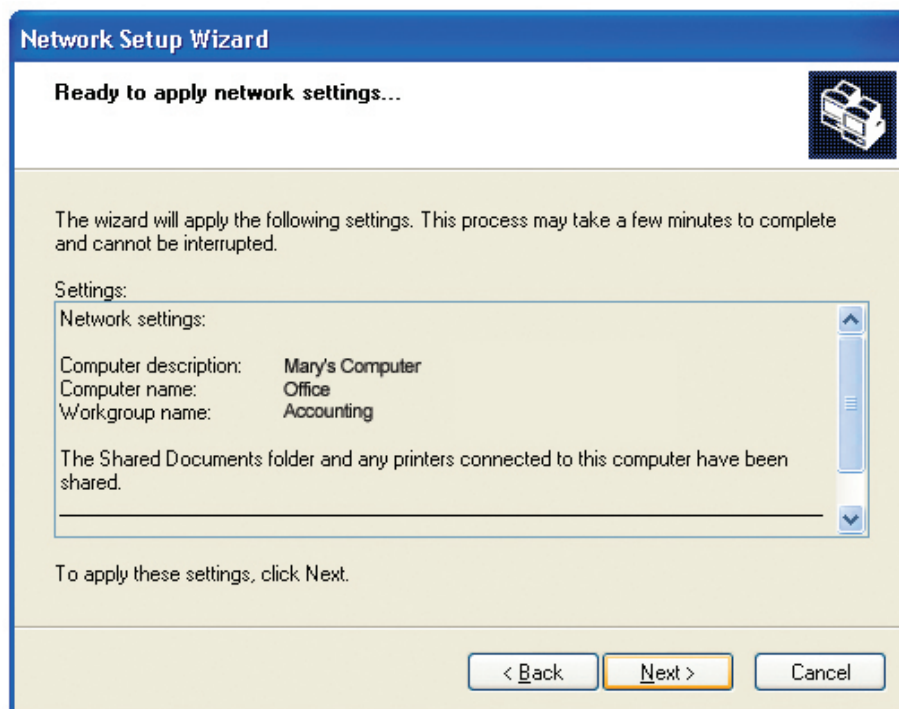 Network Setup Wizard
Ready to apply network settings...
The wizard will apply the following settings. This process may take a few minutes to complete
and cannot be interrupted.
Settings:
Network settings:
Computer description: Mary's Computer
Computer name: Office
Workgroup name: Accounting
The Shared Documents folder and any printers connected to this computer have been
shared.
To apply these settings, click Next.
< Back Next > Cancel